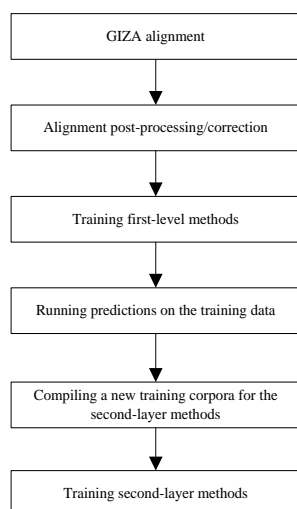 GIZA alignment
Alignment post-processing/correction
Training first-level methods
Running predictions on the training data
Compiling a new training corpora for the
second-layer methods
Training second-layer methods